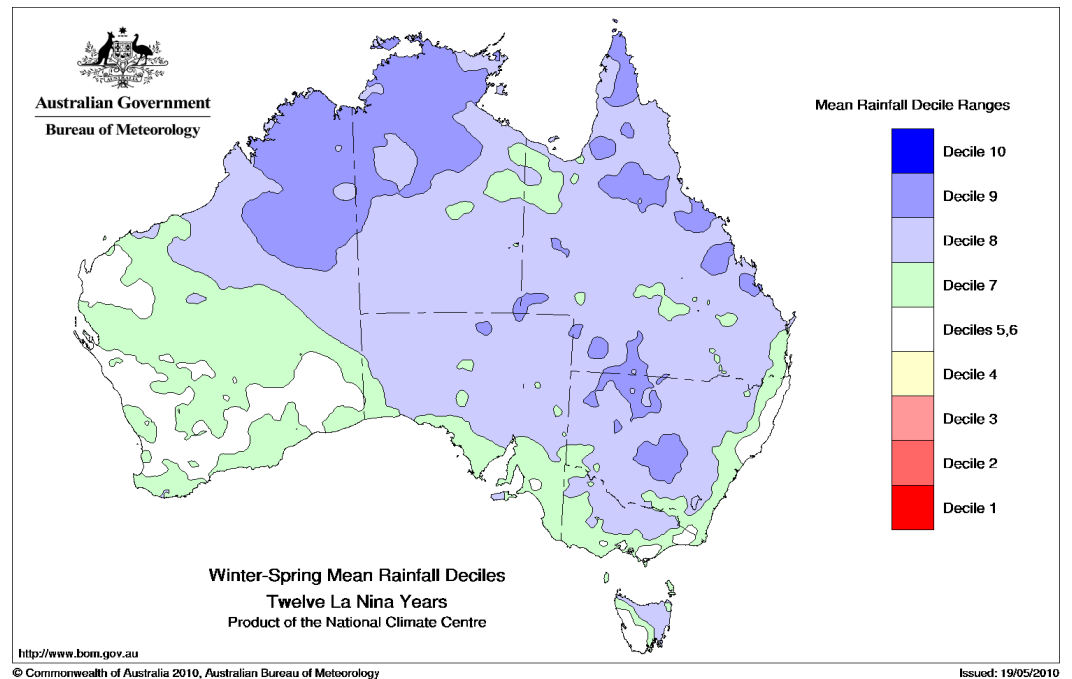 Australian Government
Bureau of Meteorology
Mean Rainfall Decile Ranges
Decile 10
Decile 9
Decile 8
Decile 7
Deciles 5,6
Decile 4
Decile 3
Decile 2
Decile 1
Winter-Spring Mean Rainfall Deciles
Twelve La Nina Years
Product of the National Climate Centre
http://www.bom.gov.au
© Commonwealth of Australia 2010, Australian Bureau of Meteorology
Issued: 19/05/2010